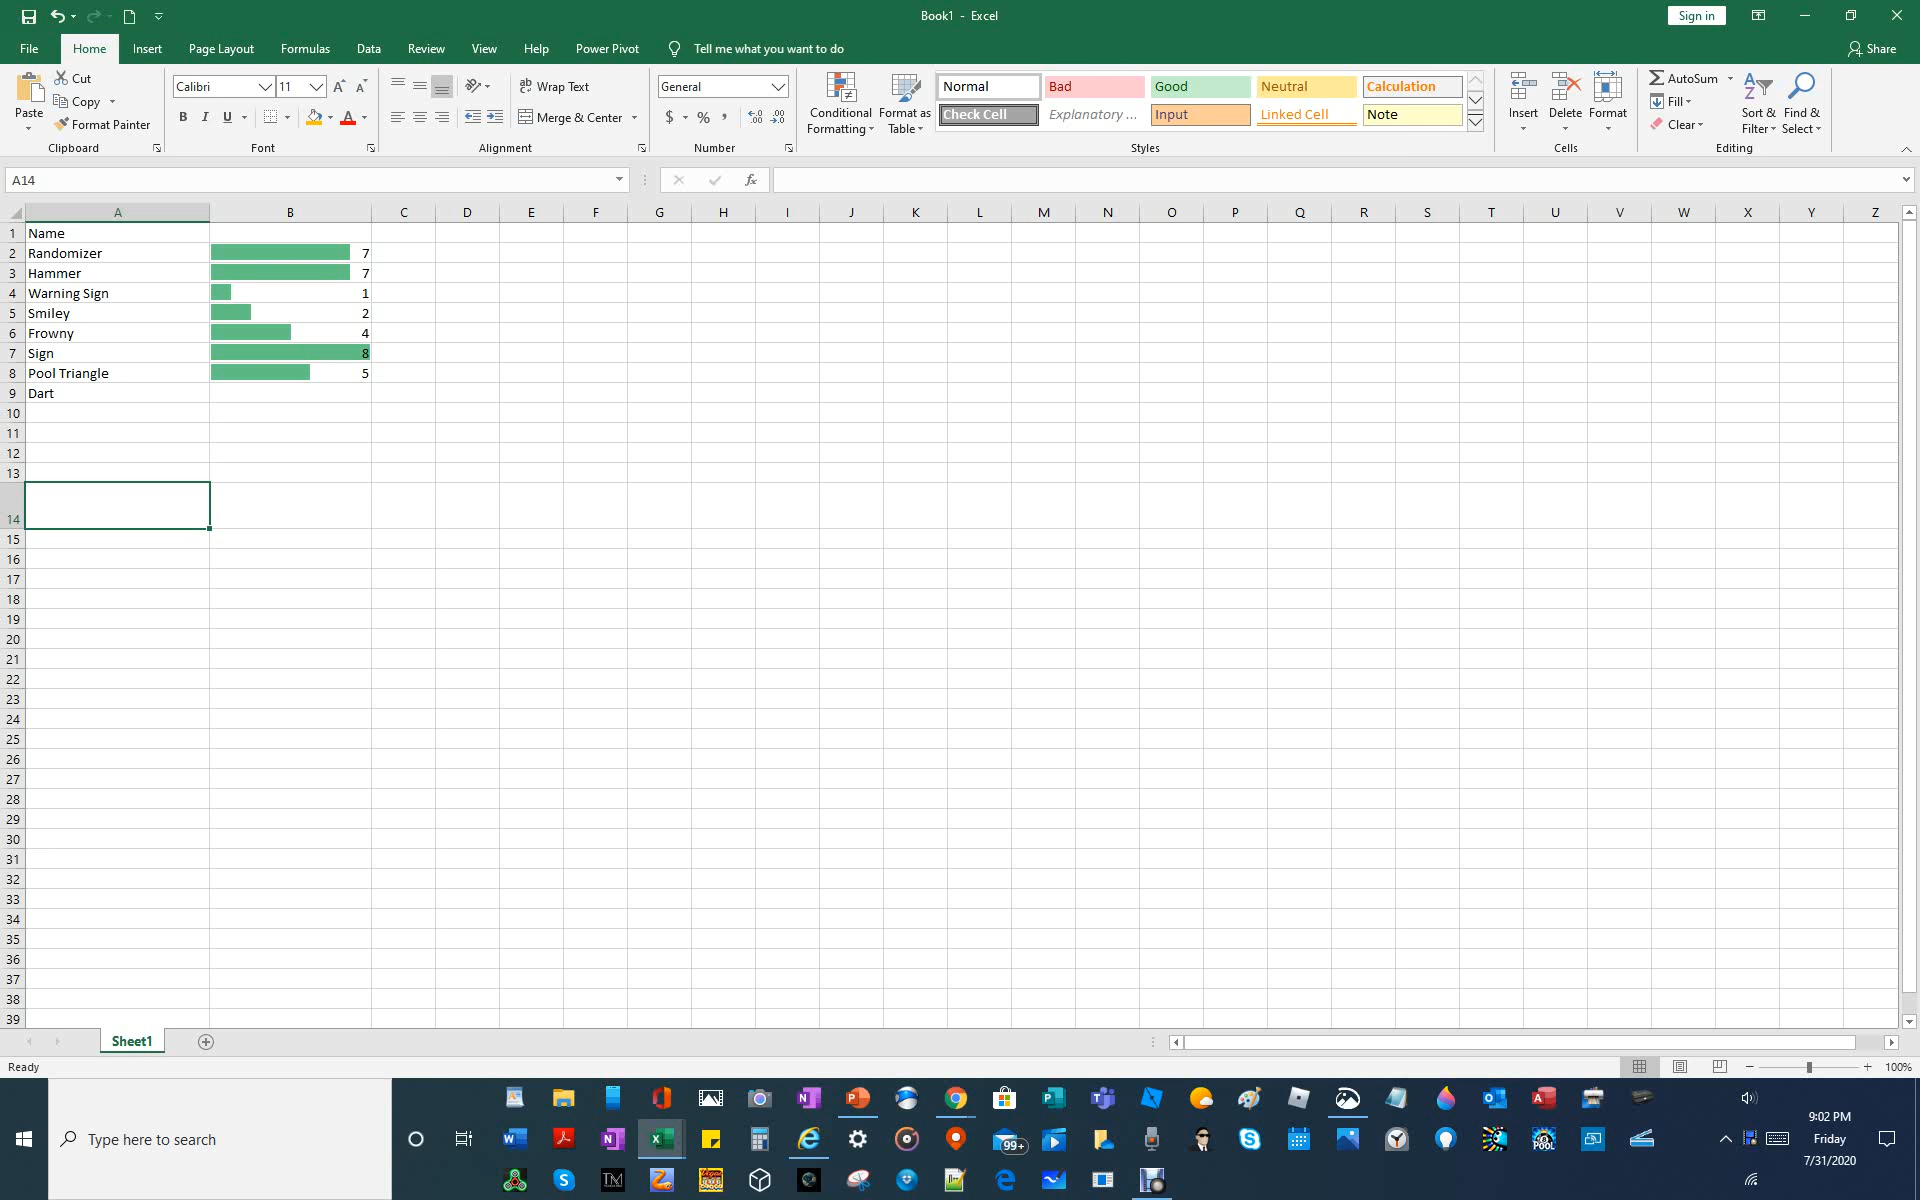 Book1 - Excel
Sign in
File Home Insert Page Layout Formulas Data Review View Help Power Pivot Tell me what you want to do Share
Paste
Cut
Copy
Format Painter
Clipboard
Calibri 11
B I U
Font
Wrap Text
Merge & Center
Alignment
General
$ % ,
Number
Conditional Formatting
Format as Table
Normal Bad Good Neutral Calculation
Check Cell Explanatory ... Input Linked Cell Note
Styles
Insert Delete Format
Cells
AutoSum
Fill
Clear
Sort & Filter
Find & Select
Editing
A14
fx
A B C D E F G H I J K L M N O P Q R S T U V W X Y Z
1 Name
2 Randomizer 7
3 Hammer 7
4 Warning Sign 1
5 Smiley 2
6 Frowny 4
7 Sign 8
8 Pool Triangle 5
9 Dart
10
11
12
13
14
15
16
17
18
19
20
21
22
23
24
25
26
27
28
29
30
31
32
33
34
35
36
37
38
39
Sheet1
Ready
100%
Type here to search
99+
POOL
TM
9:02 PM
Friday
7/31/2020